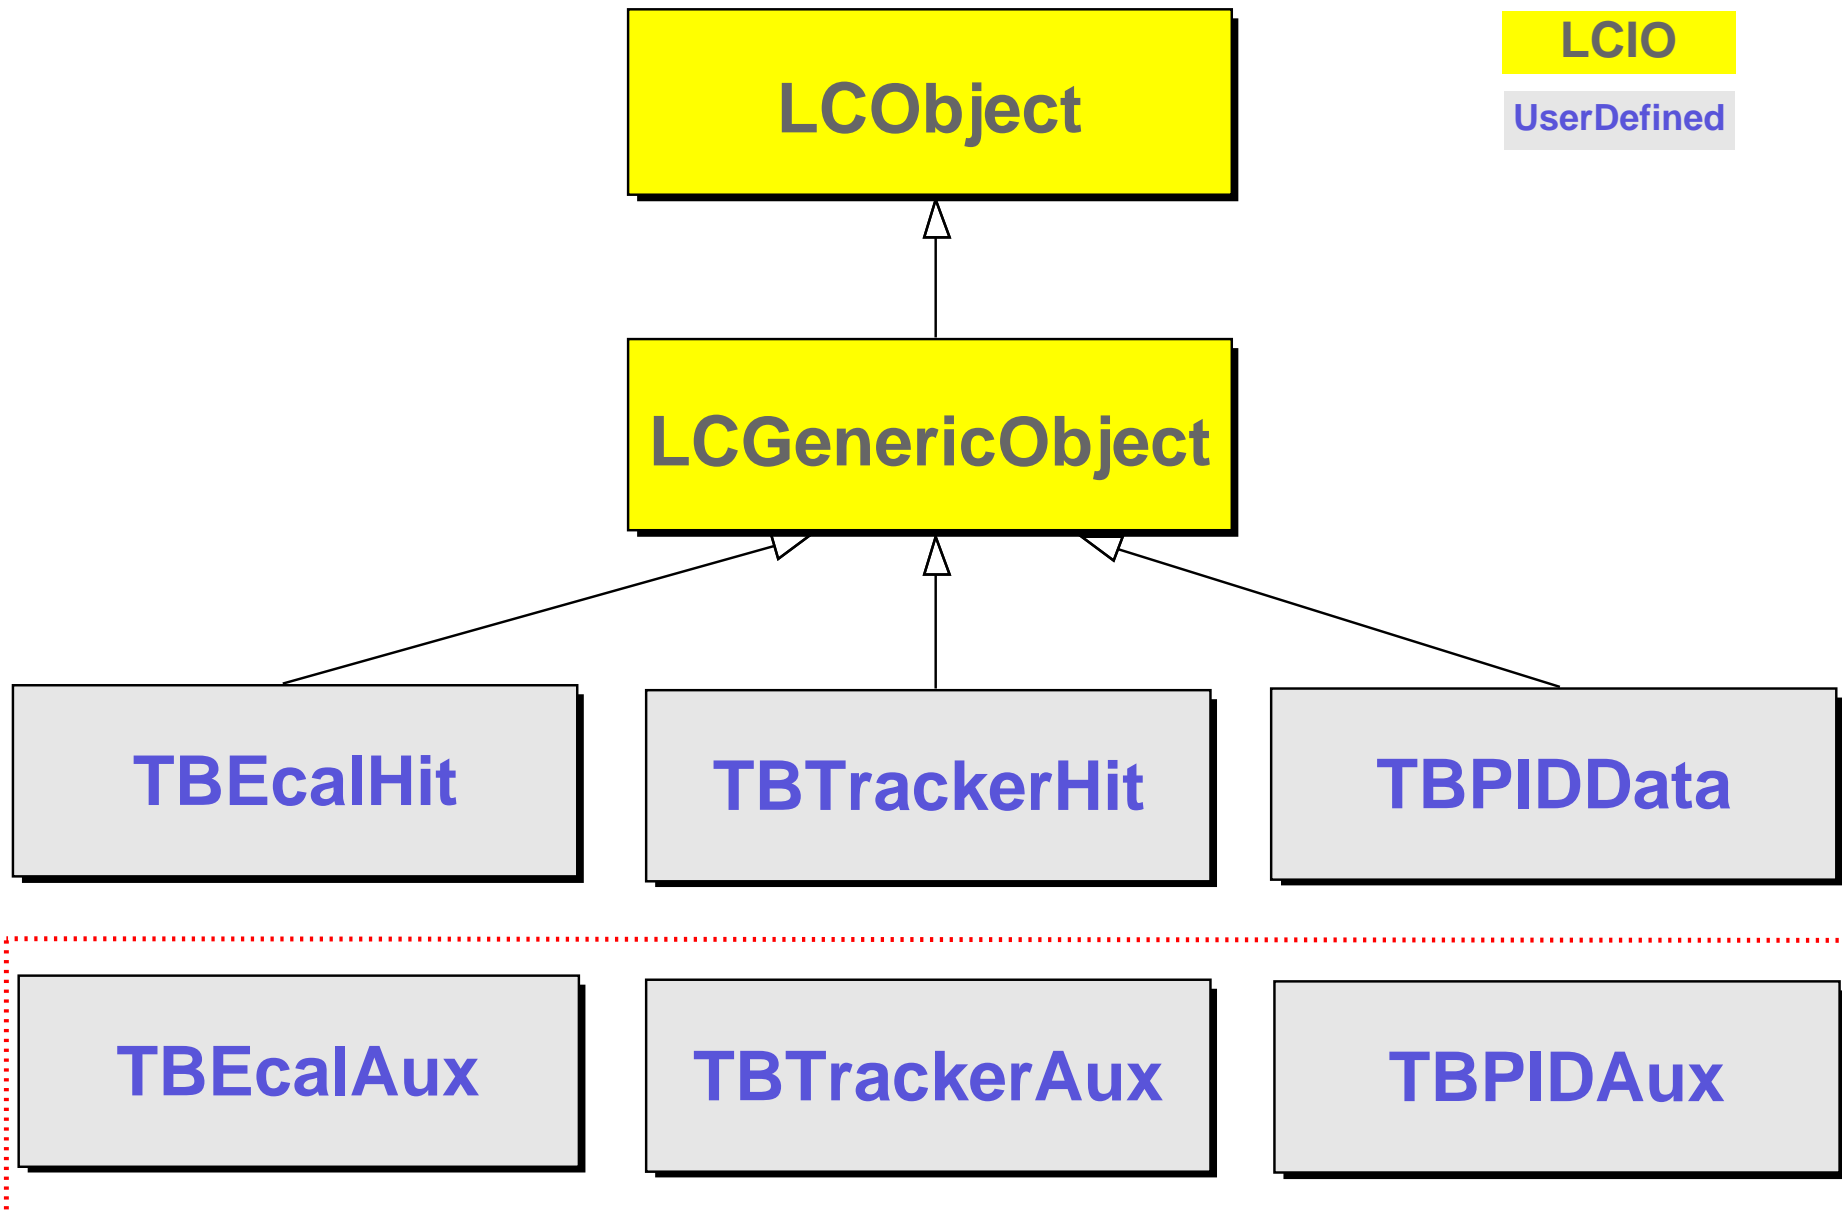 LCObject
LCIO
UserDefined
LCGenericObject
TBEcalHit
TBTrackerHit
TBPIDData
TBEcalAux
TBTrackerAux
TBPIDAux